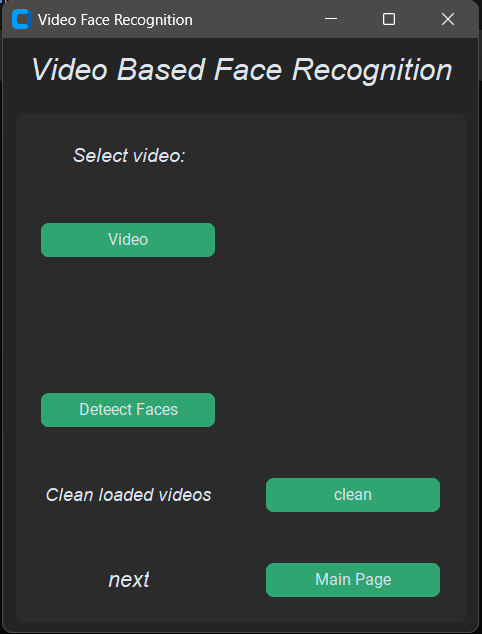 Video Face Recognition
Video Based Face Recognition
Select video:
Video
Deteect Faces
Clean loaded videos
clean
next
Main Page